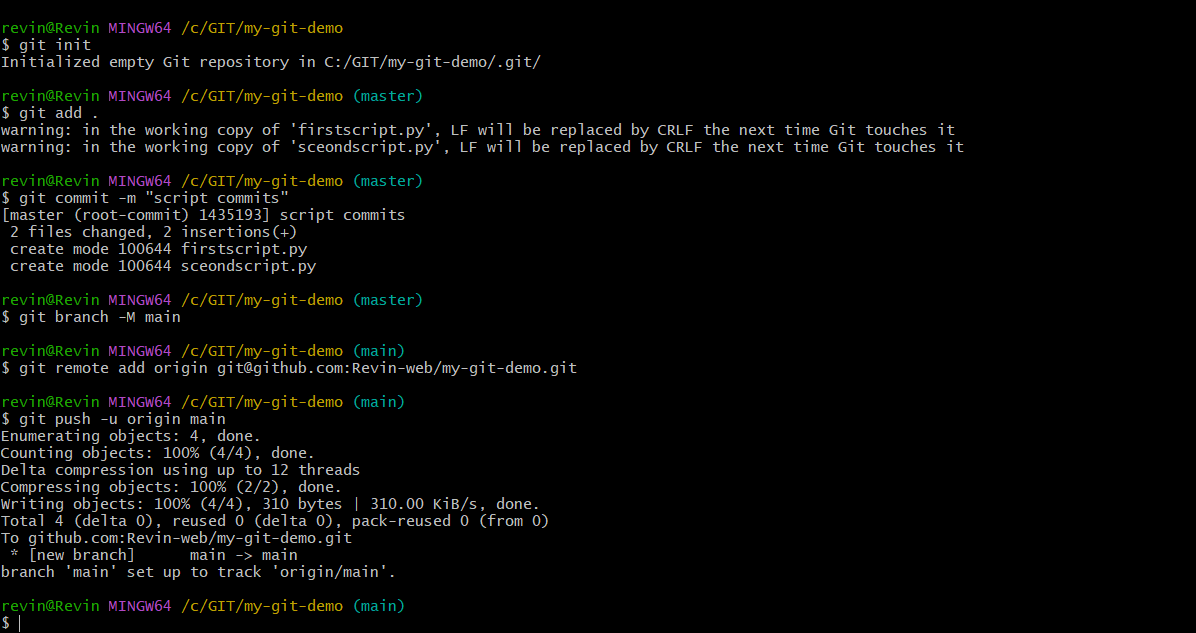 revin@Revin MINGW64 /c/GIT/my-git-demo
$ git init
Initialized empty Git repository in C:/GIT/my-git-demo/.git/
revin@Revin MINGW64 /c/GIT/my-git-demo (master)
$ git add .
warning: in the working copy of 'firstscript.py', LF will be replaced by CRLF the next time Git touches it
warning: in the working copy of 'sceondscript.py', LF will be replaced by CRLF the next time Git touches it
revin@Revin MINGW64 /c/GIT/my-git-demo (master)
$ git commit -m "script commits"
[master (root-commit) 1435193] script commits
 2 files changed, 2 insertions(+)
 create mode 100644 firstscript.py
 create mode 100644 sceondscript.py
revin@Revin MINGW64 /c/GIT/my-git-demo (master)
$ git branch -M main
revin@Revin MINGW64 /c/GIT/my-git-demo (main)
$ git remote add origin git@github.com:Revin-web/my-git-demo.git
revin@Revin MINGW64 /c/GIT/my-git-demo (main)
$ git push -u origin main
Enumerating objects: 4, done.
Counting objects: 100% (4/4), done.
Delta compression using up to 12 threads
Compressing objects: 100% (2/2), done.
Writing objects: 100% (4/4), 310 bytes | 310.00 KiB/s, done.
Total 4 (delta 0), reused 0 (delta 0), pack-reused 0 (from 0)
To github.com:Revin-web/my-git-demo.git
 * [new branch]      main -> main
branch 'main' set up to track 'origin/main'.
revin@Revin MINGW64 /c/GIT/my-git-demo (main)
$